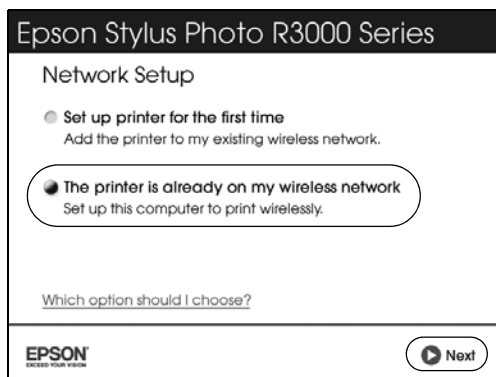 Epson Stylus Photo R3000 Series
Network Setup
Set up printer for the first time
Add the printer to my existing wireless network.
The printer is already on my wireless network
Set up this computer to print wirelessly.
Which option should I choose?
EPSON
EXCEED YOUR VISION
Next